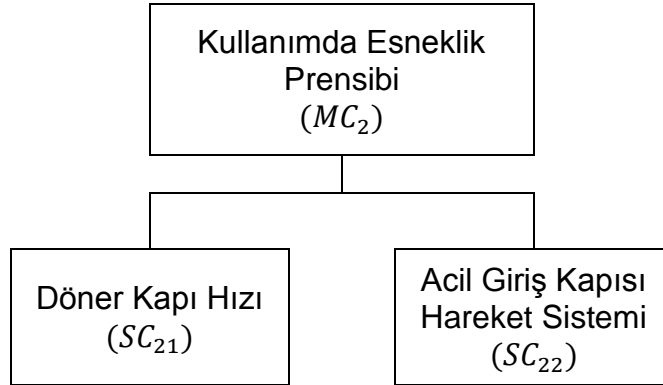 Kullanımda Esneklik
Prensibi
(MC₂)
Döner Kapı Hızı
(SC₂₁)
Acil Giriş Kapısı
Hareket Sistemi
(SC₂₂)